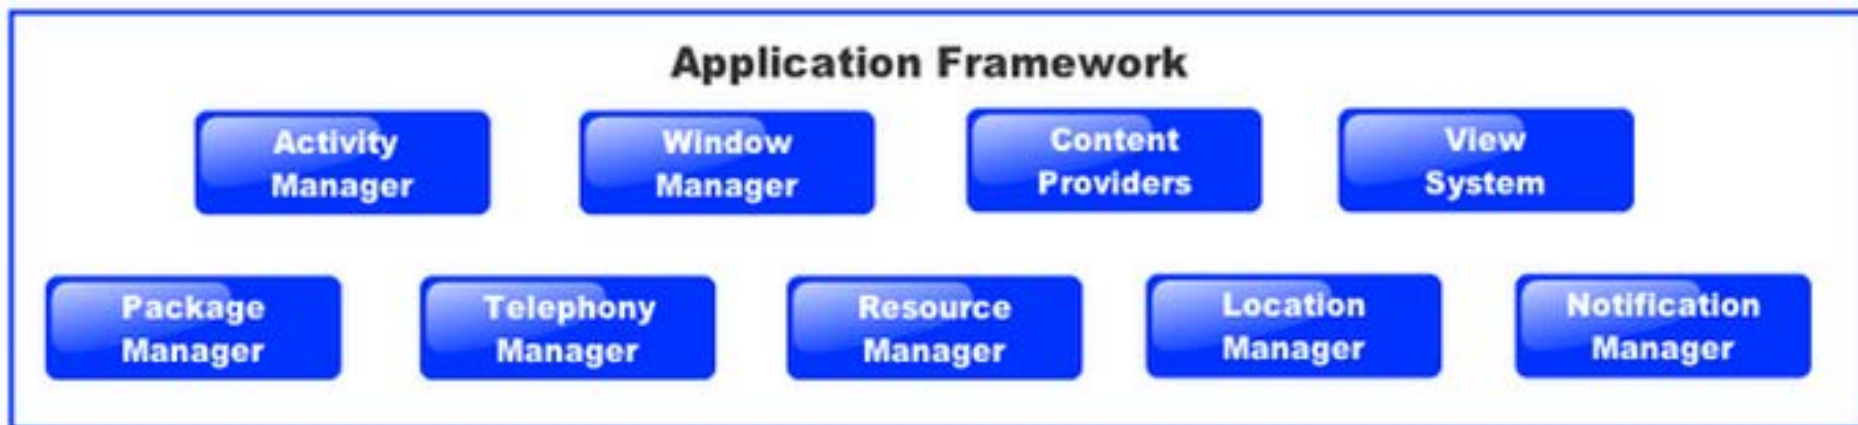 Application Framework
Activity
Manager
Window
Manager
Content
Providers
View
System
Package
Manager
Telephony
Manager
Resource
Manager
Location
Manager
Notification
Manager